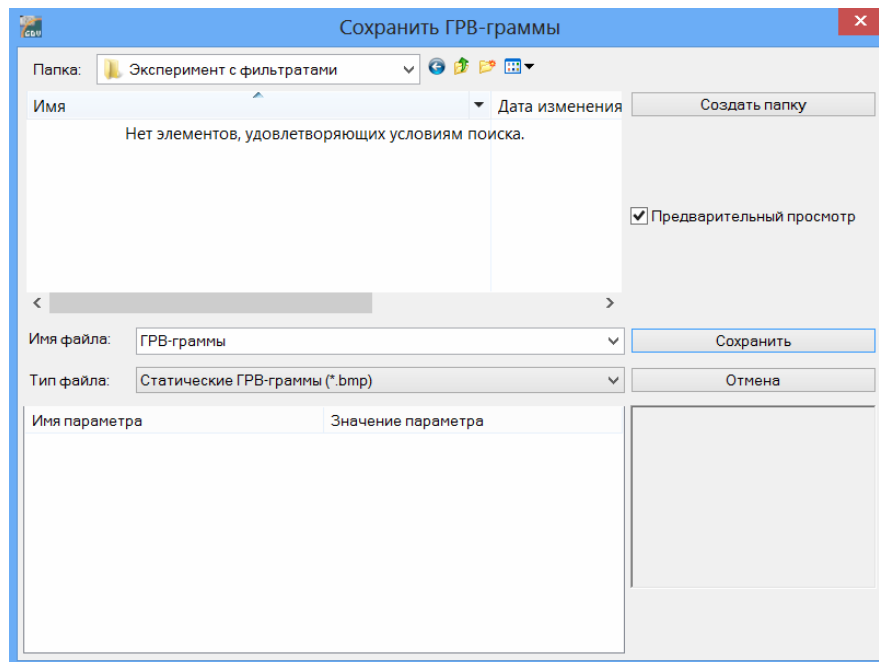 GDV
Сохранить ГРВ-граммы
Папка: Эксперимент с фильтратами
Имя Дата изменения Создать папку
Нет элементов, удовлетворяющих условиям поиска.
Предварительный просмотр
Имя файла: ГРВ-граммы Сохранить
Тип файла: Статические ГРВ-граммы (*.bmp) Отмена
Имя параметра Значение параметра